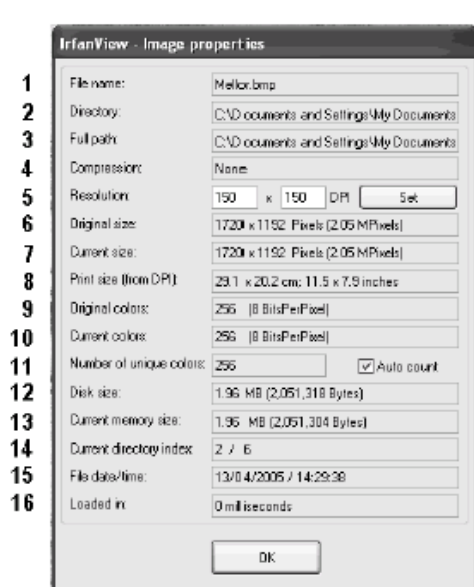 IrfanView - Image properties
1 File name: Mellor.bmp
2 Directory: C:\Documents and Settings\My Documents
3 Full path: C:\Documents and Settings\My Documents
4 Compression: None
5 Resolution: 150 x 150 DPI Set
6 Original size: 1720 x 1192 Pixels (2.05 MPixels)
7 Current size: 1720 x 1192 Pixels (2.05 MPixels)
8 Print size (from DPI): 29.1 x 20.2 cm; 11.5 x 7.9 inches
9 Original colors: 256 (8 BitsPerPixel)
10 Current colors: 256 (8 BitsPerPixel)
11 Number of unique colors: 256 Auto count
12 Disk size: 1.96 MB (2,051,318 Bytes)
13 Current memory size: 1.96 MB (2,051,304 Bytes)
14 Current directory index: 2 / 6
15 File date/time: 13/04/2005 / 14:29:38
16 Loaded in: 0 milliseconds
OK